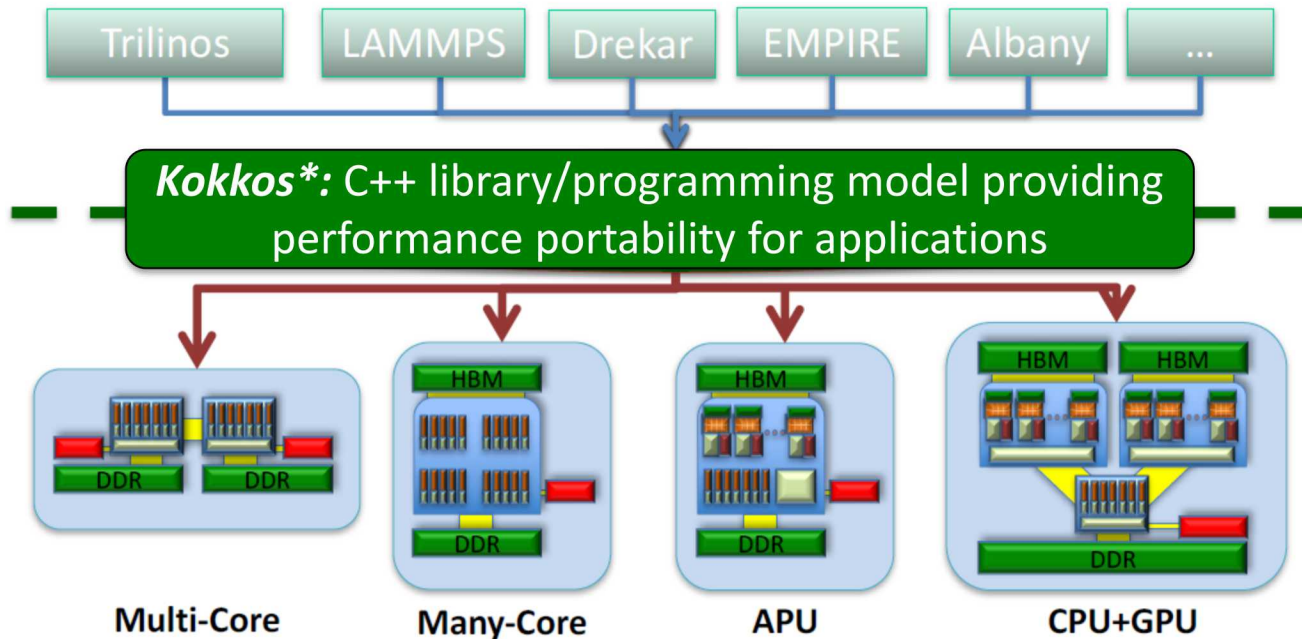 Trilinos LAMMPS Drekar EMPIRE Albany ...
Kokkos*: C++ library/programming model providing
performance portability for applications
HBM HBM HBM HBM
DDR DDR
DDR DDR DDR
Multi-Core Many-Core APU CPU+GPU